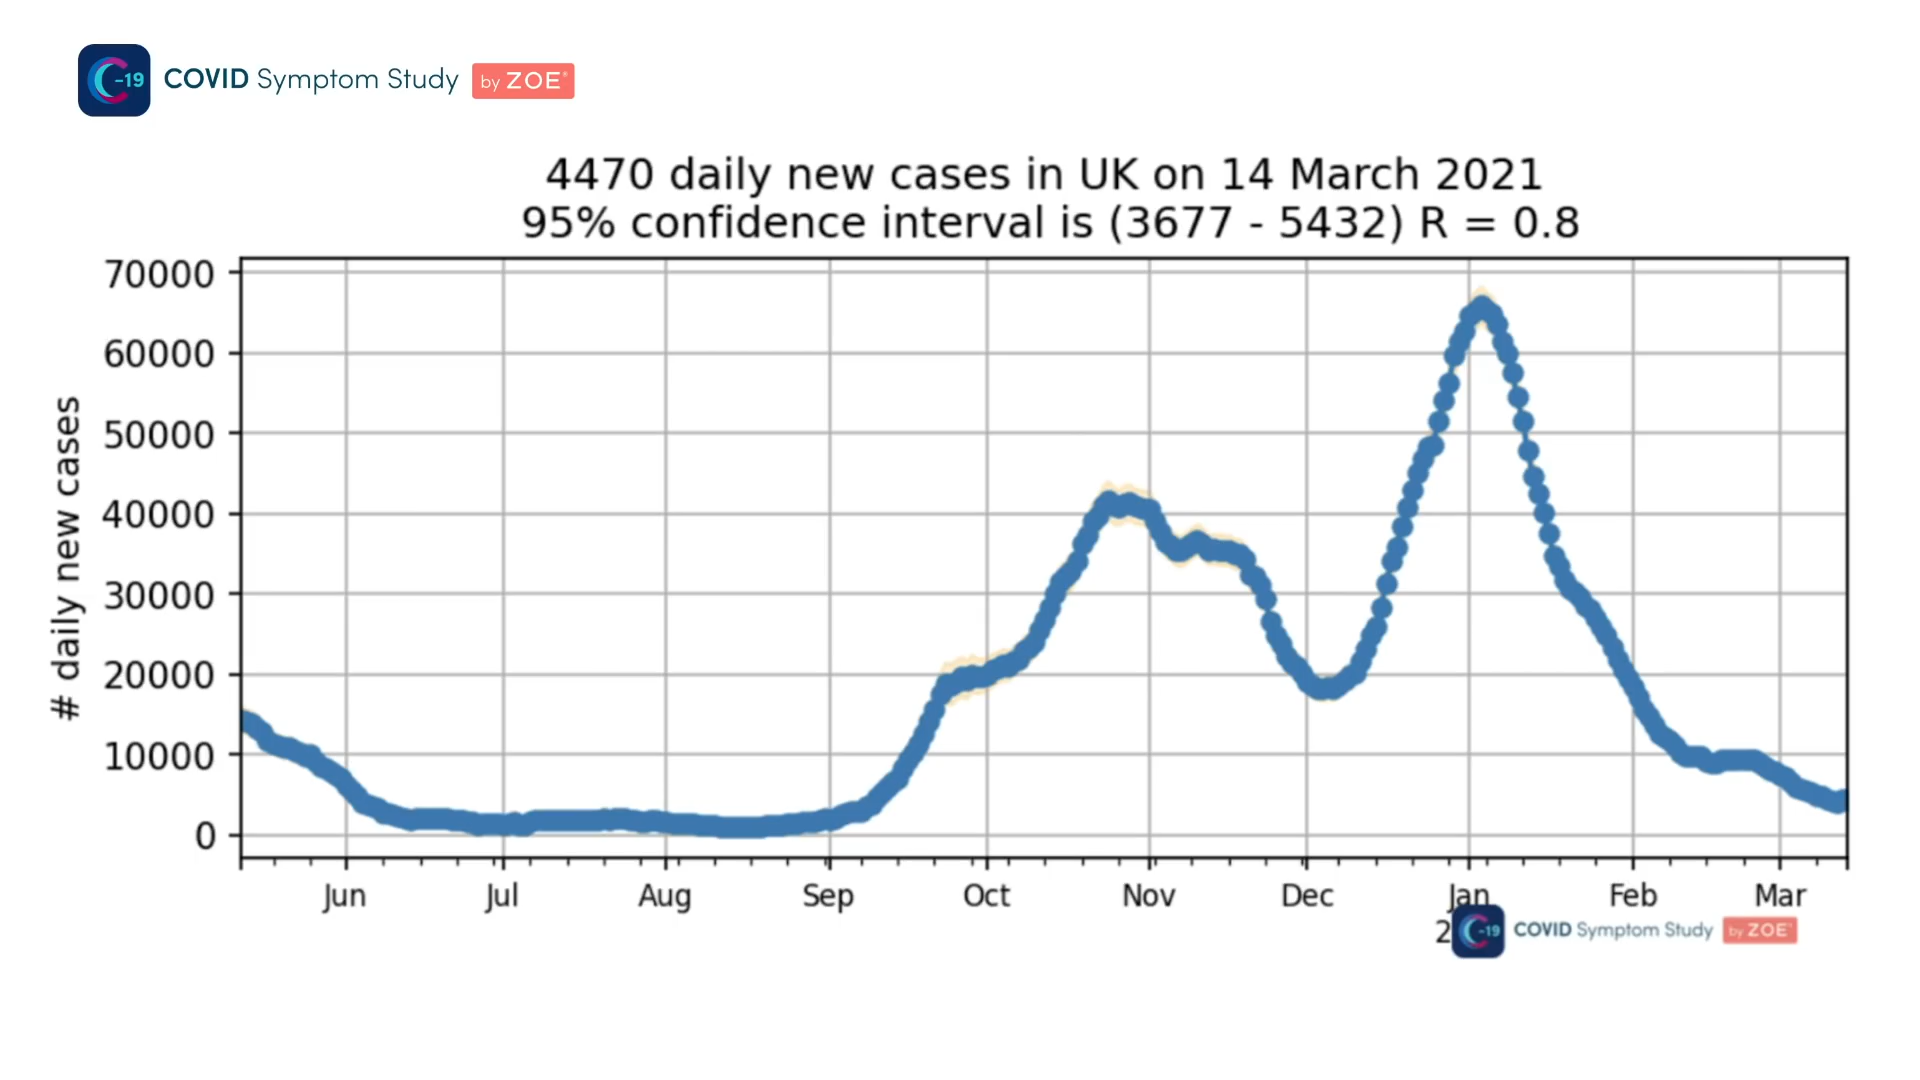 C-19 COVID Symptom Study by ZOE
4470 daily new cases in UK on 14 March 2021
95% confidence interval is (3677 - 5432) R = 0.8
# daily new cases
70000
60000
50000
40000
30000
20000
10000
0
Jun Jul Aug Sep Oct Nov Dec Jan Feb Mar
2
C-19 COVID Symptom Study by ZOE